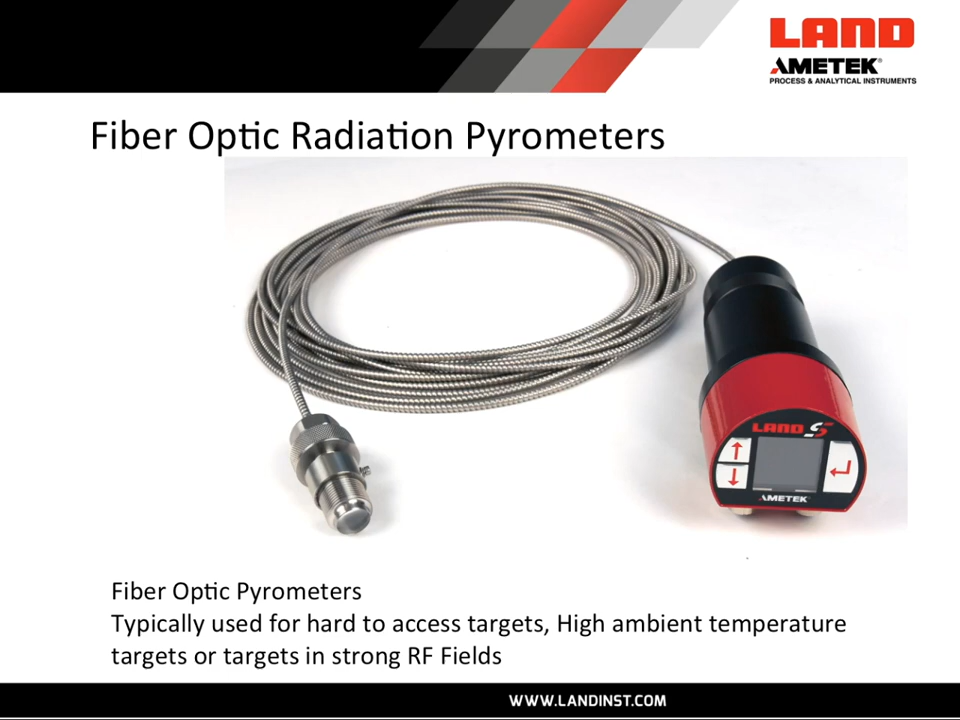 LAND
AMETEK®
PROCESS & ANALYTICAL INSTRUMENTS
Fiber Optic Radiation Pyrometers
LAND S
AMETEK
Fiber Optic Pyrometers
Typically used for hard to access targets, High ambient temperature
targets or targets in strong RF Fields
WWW.LANDINST.COM